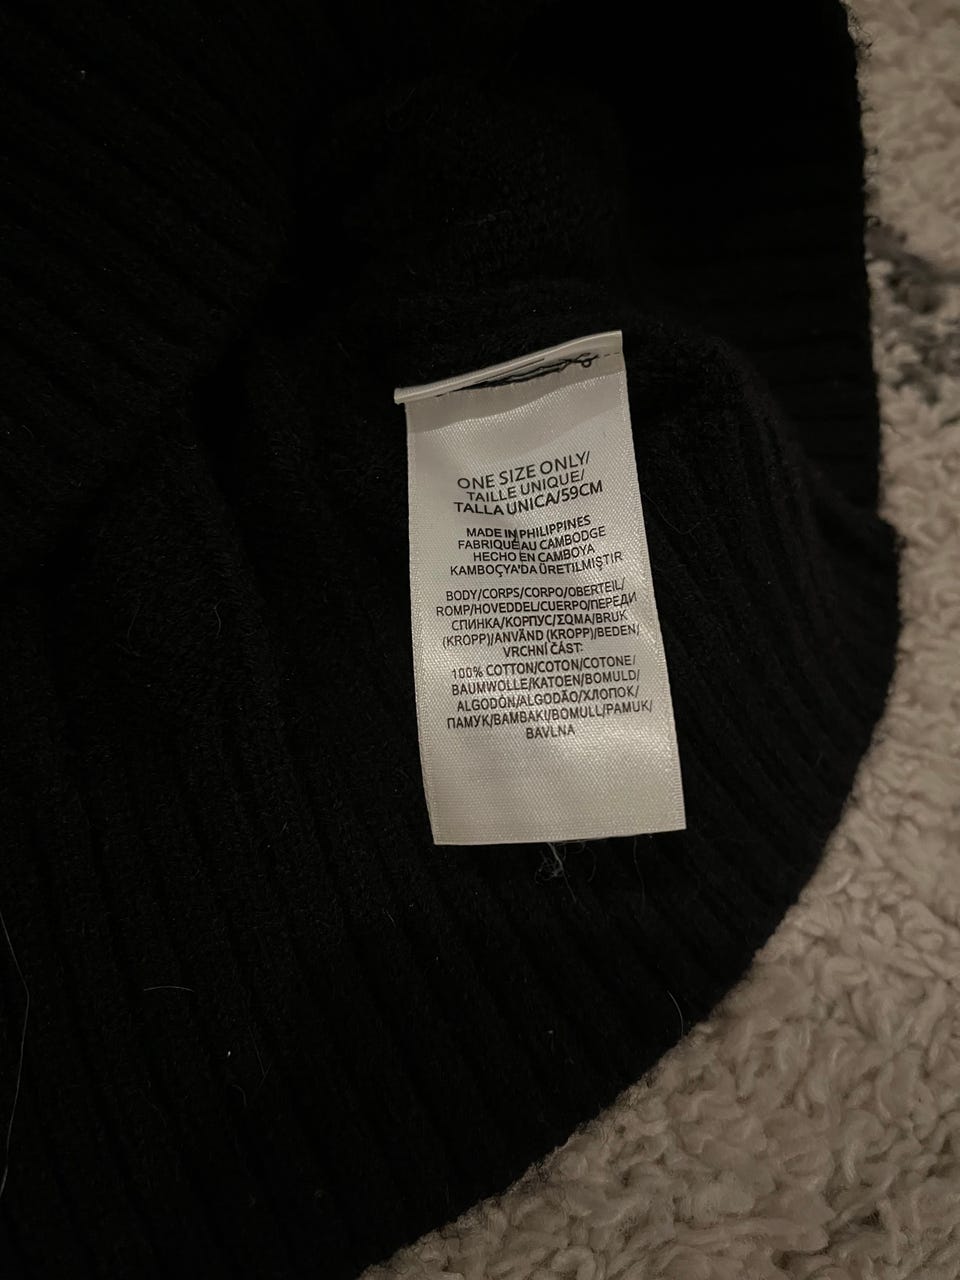 ONE SIZE ONLY/
TAILLE UNIQUE/
TALLA UNICA/59CM
MADE IN PHILIPPINES
FABRIQUÉ AU CAMBODGE
HECHO EN CAMBOYA
KAMBOÇYA'DA ÜRETILMIŞTIR
BODY/CORPS/CORPO/OBERTEIL/
ROMP/HOVEDDEL/CUERPO/ПЕРЕДИ
СПИНКА/КОРПУС/ΣΩΜΑ/BRUK
(KROPP)/ANVÄND (KROPP)/BEDEN/
VRCHNÍ ČÁST:
100% COTTON/COTON/COTONE/
BAUMWOLLE/KATOEN/BOMULD/
ALGODÓN/ALGODÃO/ХЛОПОК/
ПАМУК/BAMBAKI/BOMULL/PAMUK/
BAVLNA